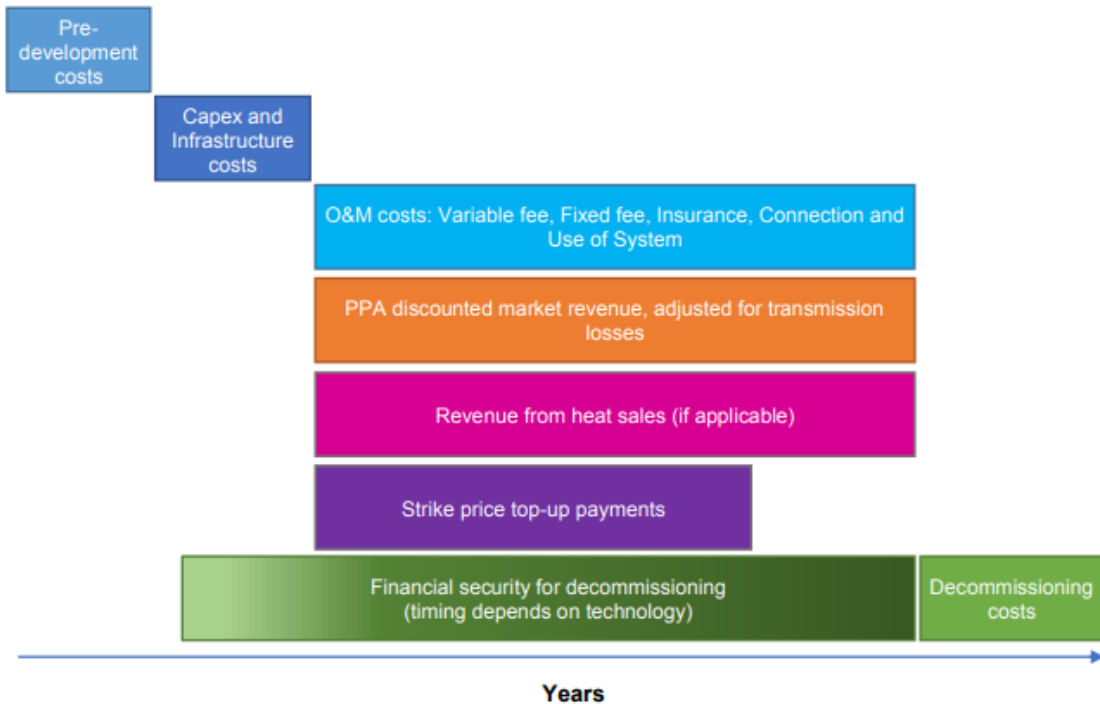 Pre-
development
costs
Capex and
Infrastructure
costs
O&M costs: Variable fee, Fixed fee, Insurance, Connection and
Use of System
PPA discounted market revenue, adjusted for transmission
losses
Revenue from heat sales (if applicable)
Strike price top-up payments
Financial security for decommissioning
(timing depends on technology)
Decommissioning
costs
Years